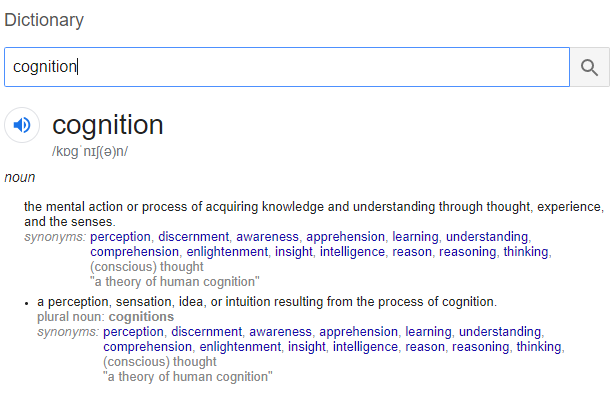 Dictionary
cognition
cognition
/kɒɡˈnɪʃ(ə)n/
noun
the mental action or process of acquiring knowledge and understanding through thought, experience,
and the senses.
synonyms: perception, discernment, awareness, apprehension, learning, understanding,
comprehension, enlightenment, insight, intelligence, reason, reasoning, thinking,
(conscious) thought
"a theory of human cognition"
• a perception, sensation, idea, or intuition resulting from the process of cognition.
plural noun: cognitions
synonyms: perception, discernment, awareness, apprehension, learning, understanding,
comprehension, enlightenment, insight, intelligence, reason, reasoning, thinking,
(conscious) thought
"a theory of human cognition"